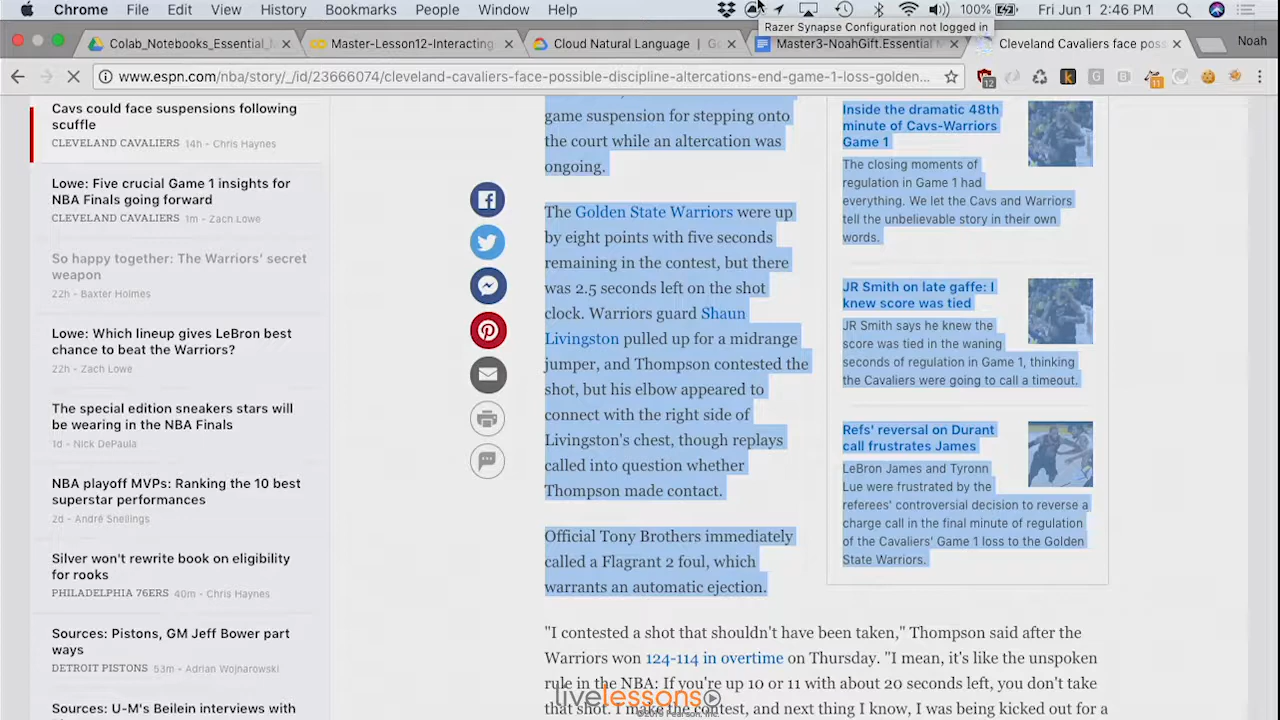 Chrome File Edit View History Bookmarks People Window Help 100% Fri Jun 1 2:46 PM
Razer Synapse Configuration not logged in
Colab_Notebooks_Essential_M
Master-Lesson12-Interacting
Cloud Natural Language | Go
Master3-NoahGift.Essential M
Cleveland Cavaliers face poss
Noah
www.espn.com/nba/story/_/id/23666074/cleveland-cavaliers-face-possible-discipline-altercations-end-game-1-loss-golden...
12
11
Cavs could face suspensions following
scuffle
CLEVELAND CAVALIERS 14h - Chris Haynes
Lowe: Five crucial Game 1 insights for
NBA Finals going forward
CLEVELAND CAVALIERS 1m - Zach Lowe
So happy together: The Warriors' secret
weapon
22h - Baxter Holmes
Lowe: Which lineup gives LeBron best
chance to beat the Warriors?
22h - Zach Lowe
The special edition sneakers stars will
be wearing in the NBA Finals
1d - Nick DePaula
NBA playoff MVPs: Ranking the 10 best
superstar performances
2d - André Snellings
Silver won't rewrite book on eligibility
for rooks
PHILADELPHIA 76ERS 40m - Chris Haynes
Sources: Pistons, GM Jeff Bower part
ways
DETROIT PISTONS 53m - Adrian Wojnarowski
Sources: U-M's Beilein interviews with
game suspension for stepping onto
the court while an altercation was
ongoing.
The Golden State Warriors were up
by eight points with five seconds
remaining in the contest, but there
was 2.5 seconds left on the shot
clock. Warriors guard Shaun
Livingston pulled up for a midrange
jumper, and Thompson contested the
shot, but his elbow appeared to
connect with the right side of
Livingston's chest, though replays
called into question whether
Thompson made contact.
Official Tony Brothers immediately
called a Flagrant 2 foul, which
warrants an automatic ejection.
"I contested a shot that shouldn't have been taken," Thompson said after the
Warriors won 124-114 in overtime on Thursday. "I mean, it's like the unspoken
rule in the NBA: If you're up 10 or 11 with about 20 seconds left, you don't take
that shot. I make the contest, and next thing I know, I was being kicked out for a
Inside the dramatic 48th
minute of Cavs-Warriors
Game 1
The closing moments of
regulation in Game 1 had
everything. We let the Cavs and Warriors
tell the unbelievable story in their own
words.
JR Smith on late gaffe: I
knew score was tied
JR Smith says he knew the
score was tied in the waning
seconds of regulation in Game 1, thinking
the Cavaliers were going to call a timeout.
Refs' reversal on Durant
call frustrates James
LeBron James and Tyronn
Lue were frustrated by the
referees' controversial decision to reverse a
charge call in the final minute of regulation
of the Cavaliers' Game 1 loss to the Golden
State Warriors.
livelessons
Pearson, Inc.